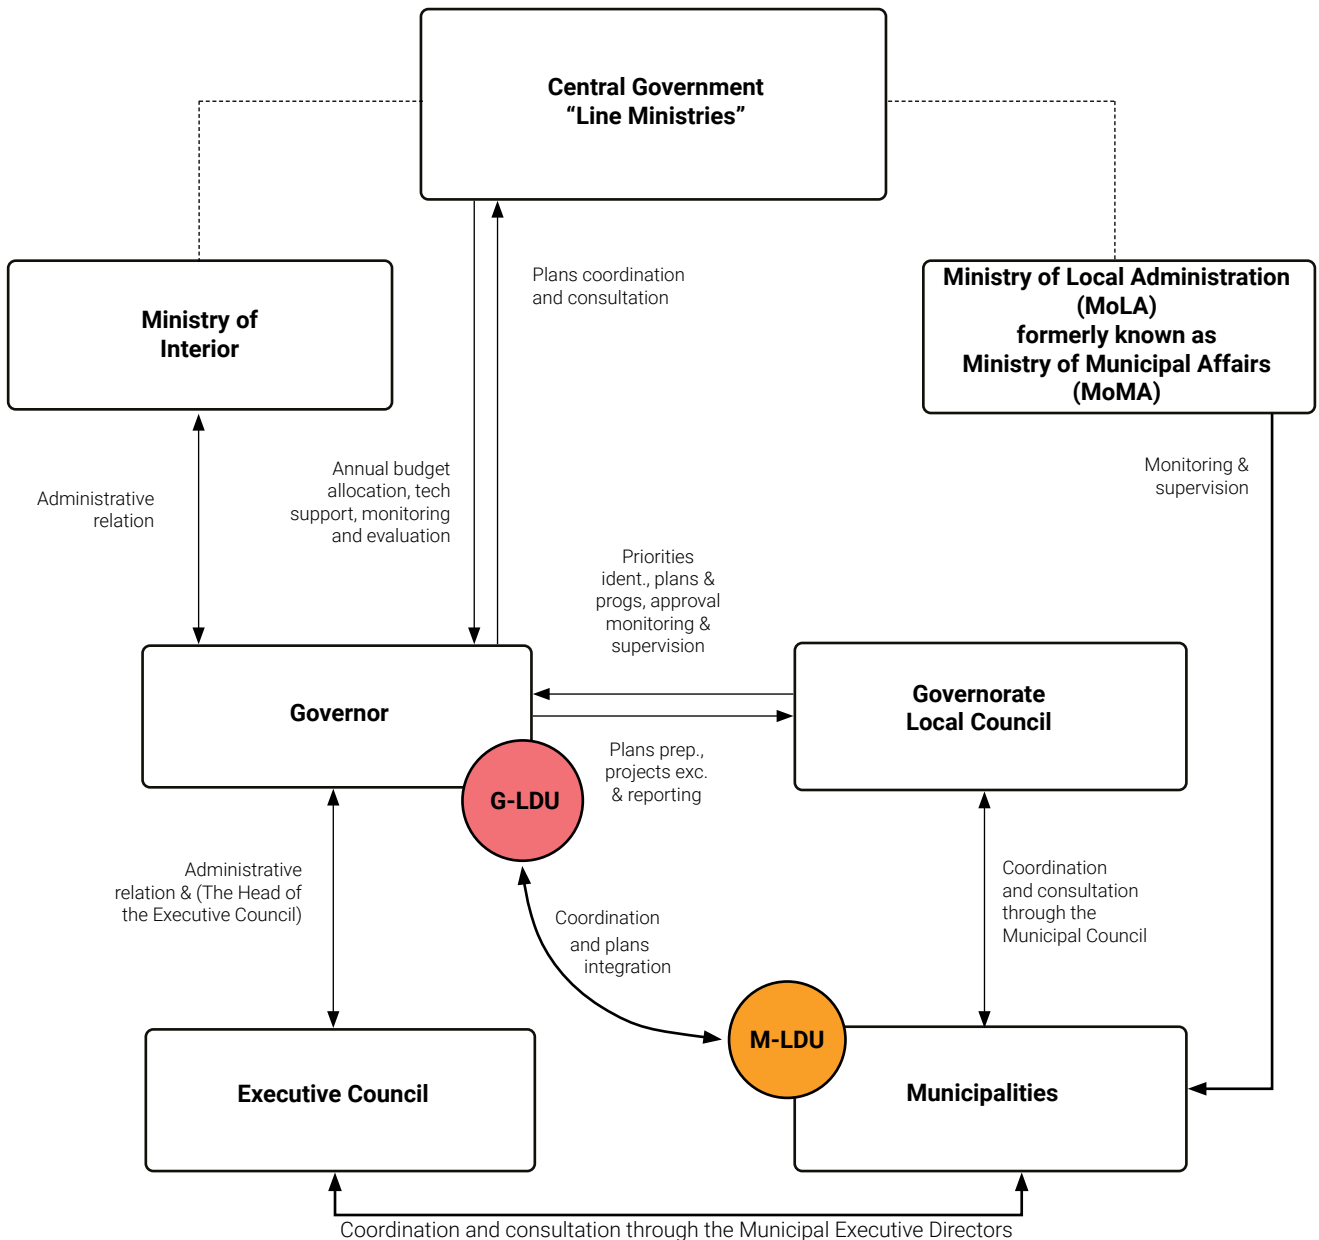 Central Government
“Line Ministries”
Ministry of
Interior
Plans coordination
and consultation
Ministry of Local Administration
(MoLA)
formerly known as
Ministry of Municipal Affairs
(MoMA)
Administrative
relation
Annual budget
allocation, tech
support, monitoring
and evaluation
Monitoring &
supervision
Priorities
ident., plans &
progs, approval
monitoring &
supervision
Governor
Governorate
Local Council
Plans prep.,
projects exc.
& reporting
G-LDU
Administrative
relation & (The Head of
the Executive Council)
Coordination
and plans
integration
Coordination
and consultation
through the
Municipal Council
M-LDU
Executive Council
Municipalities
Coordination and consultation through the Municipal Executive Directors